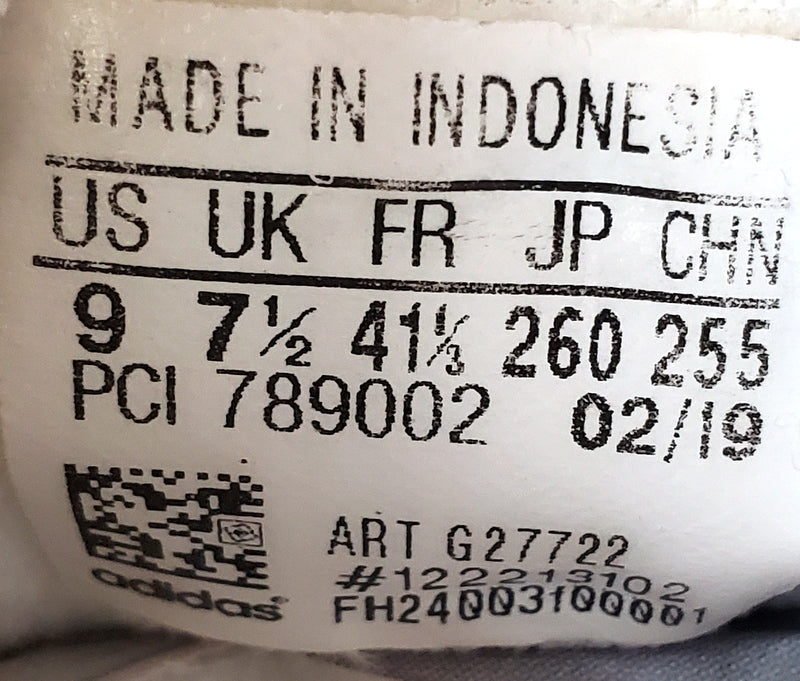 MADE IN INDONESIA
US UK FR JP CHN
9 7½ 41⅓ 260 255
PCI 789002 02/19
ART G27722
#122213102
adidas®
FH24003100001